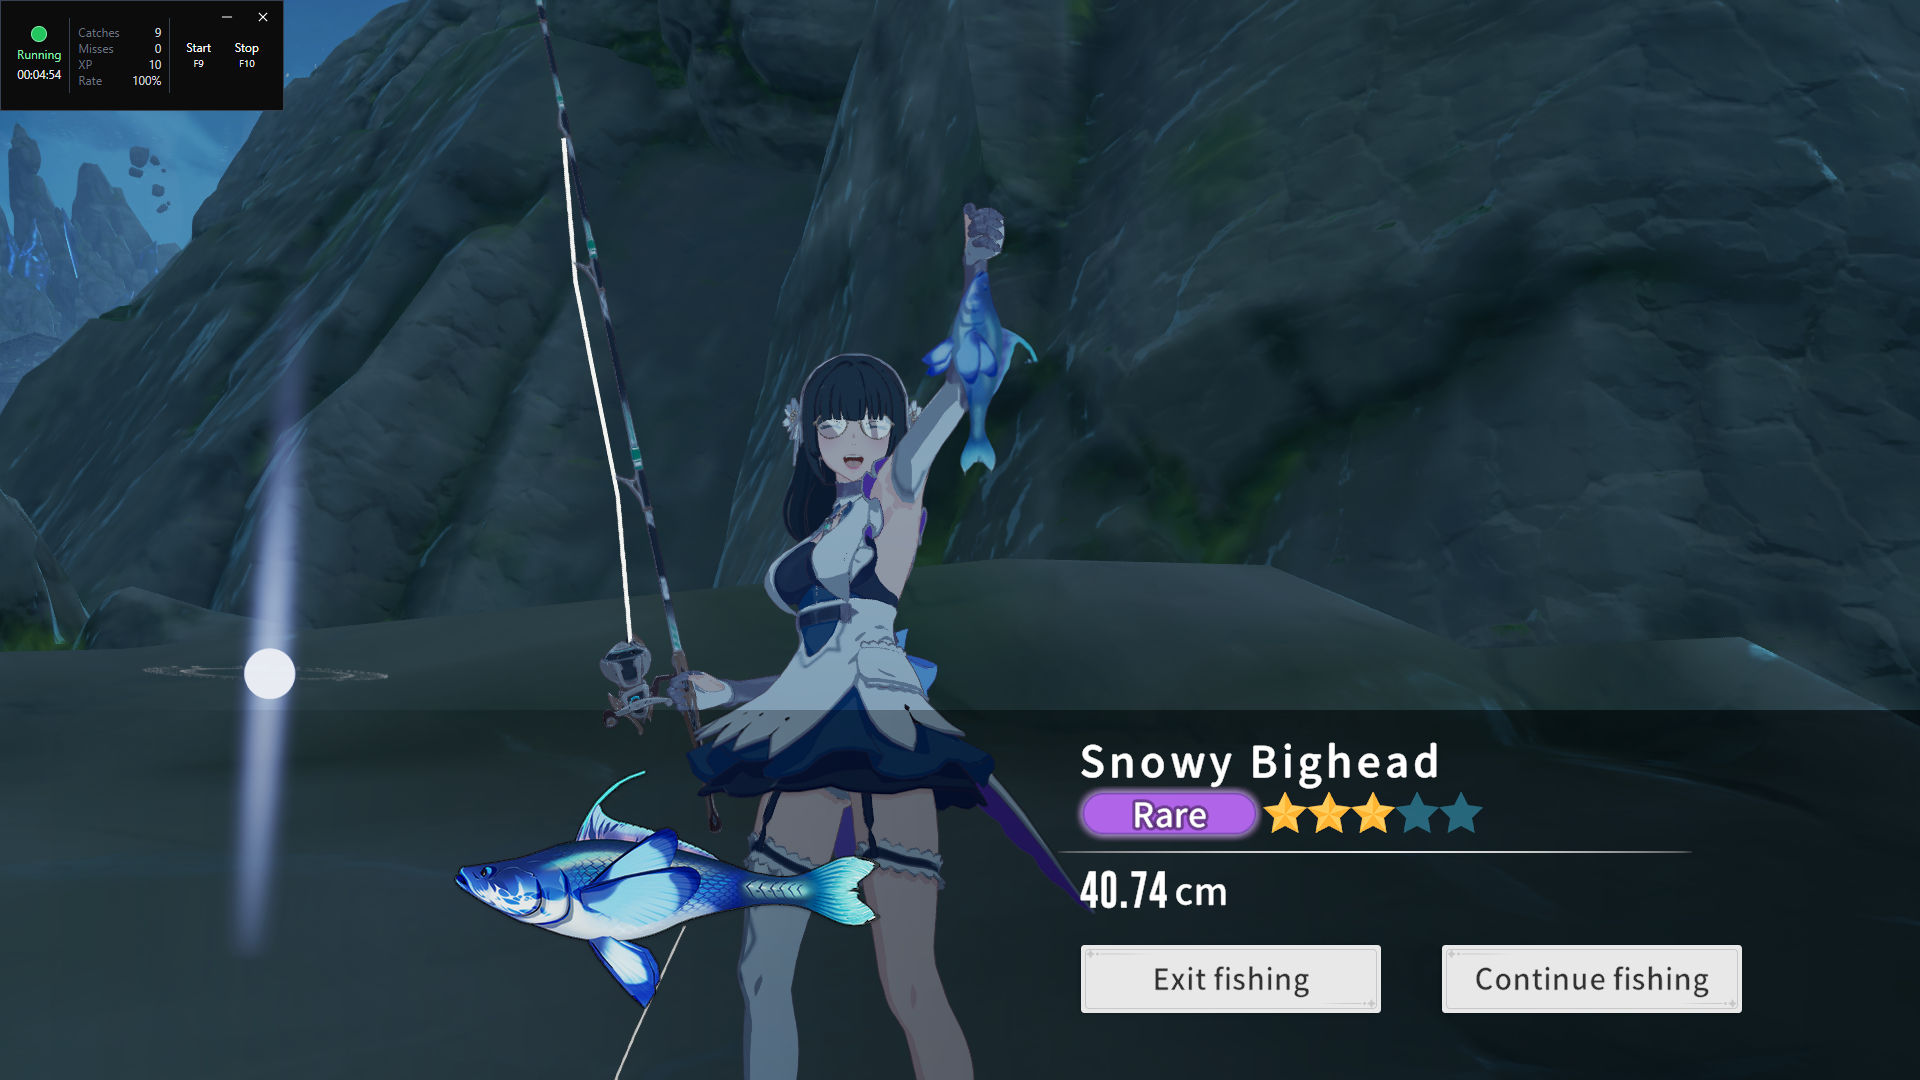 Running
00:04:54
Catches 9
Misses 0
XP 10
Rate 100%
Start
F9
Stop
F10
Snowy Bighead
Rare
40.74 cm
Exit fishing
Continue fishing